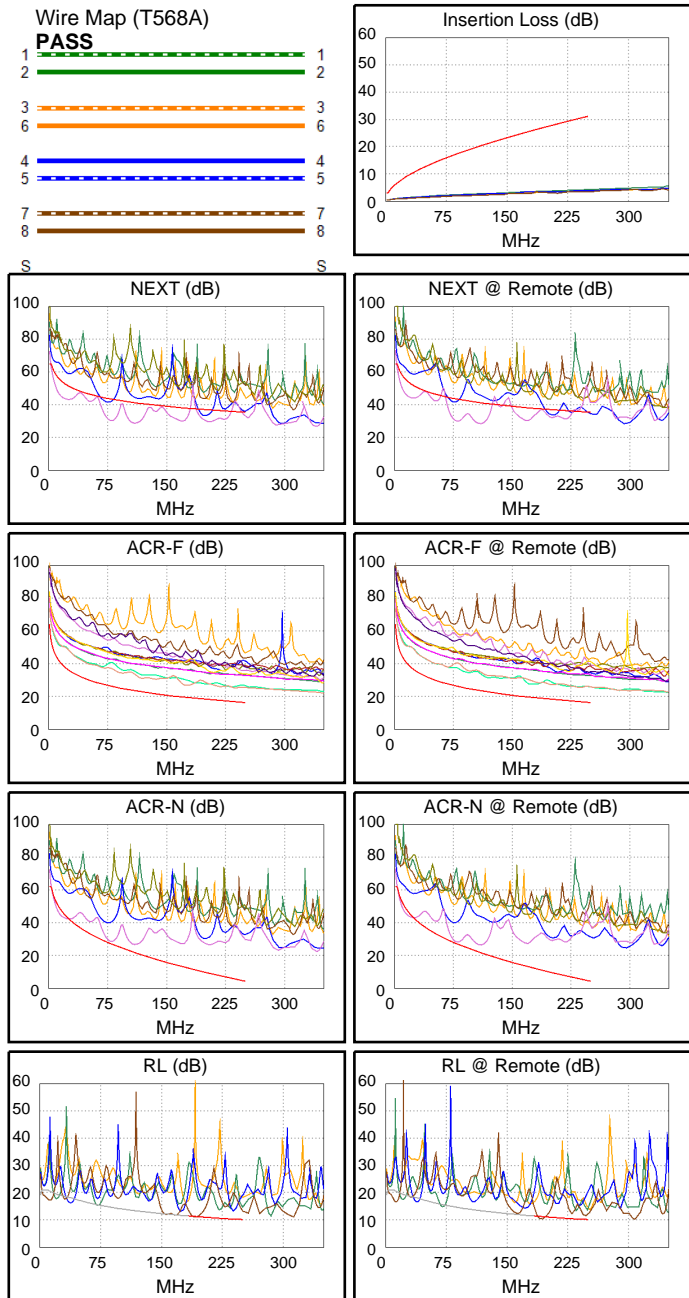 Wire Map (T568A)
PASS
1 1
2 2
3 3
6 6
4 4
5 5
7 7
8 8
S S
Insertion Loss (dB)
60
50
40
30
20
10
0
0 75 150 225 300
MHz
NEXT (dB)
100
80
60
40
20
0
0 75 150 225 300
MHz
NEXT @ Remote (dB)
100
80
60
40
20
0
0 75 150 225 300
MHz
ACR-F (dB)
100
80
60
40
20
0
0 75 150 225 300
MHz
ACR-F @ Remote (dB)
100
80
60
40
20
0
0 75 150 225 300
MHz
ACR-N (dB)
100
80
60
40
20
0
0 75 150 225 300
MHz
ACR-N @ Remote (dB)
100
80
60
40
20
0
0 75 150 225 300
MHz
RL (dB)
60
50
40
30
20
10
0
0 75 150 225 300
MHz
RL @ Remote (dB)
60
50
40
30
20
10
0
0 75 150 225 300
MHz